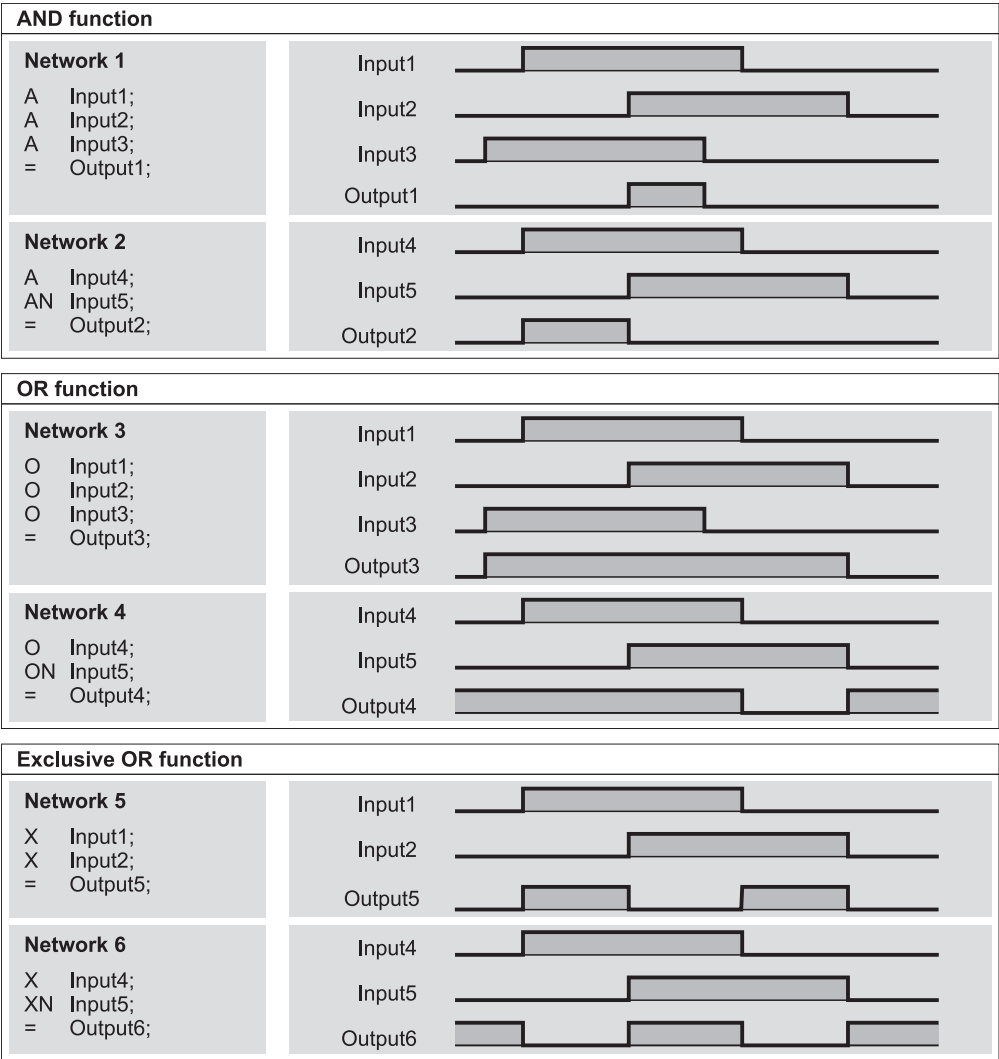 AND function
Network 1
A Input1;
A Input2;
A Input3;
= Output1;
Input1
Input2
Input3
Output1
Network 2
A Input4;
AN Input5;
= Output2;
Input4
Input5
Output2
OR function
Network 3
O Input1;
O Input2;
O Input3;
= Output3;
Input1
Input2
Input3
Output3
Network 4
O Input4;
ON Input5;
= Output4;
Input4
Input5
Output4
Exclusive OR function
Network 5
X Input1;
X Input2;
= Output5;
Input1
Input2
Output5
Network 6
X Input4;
XN Input5;
= Output6;
Input4
Input5
Output6